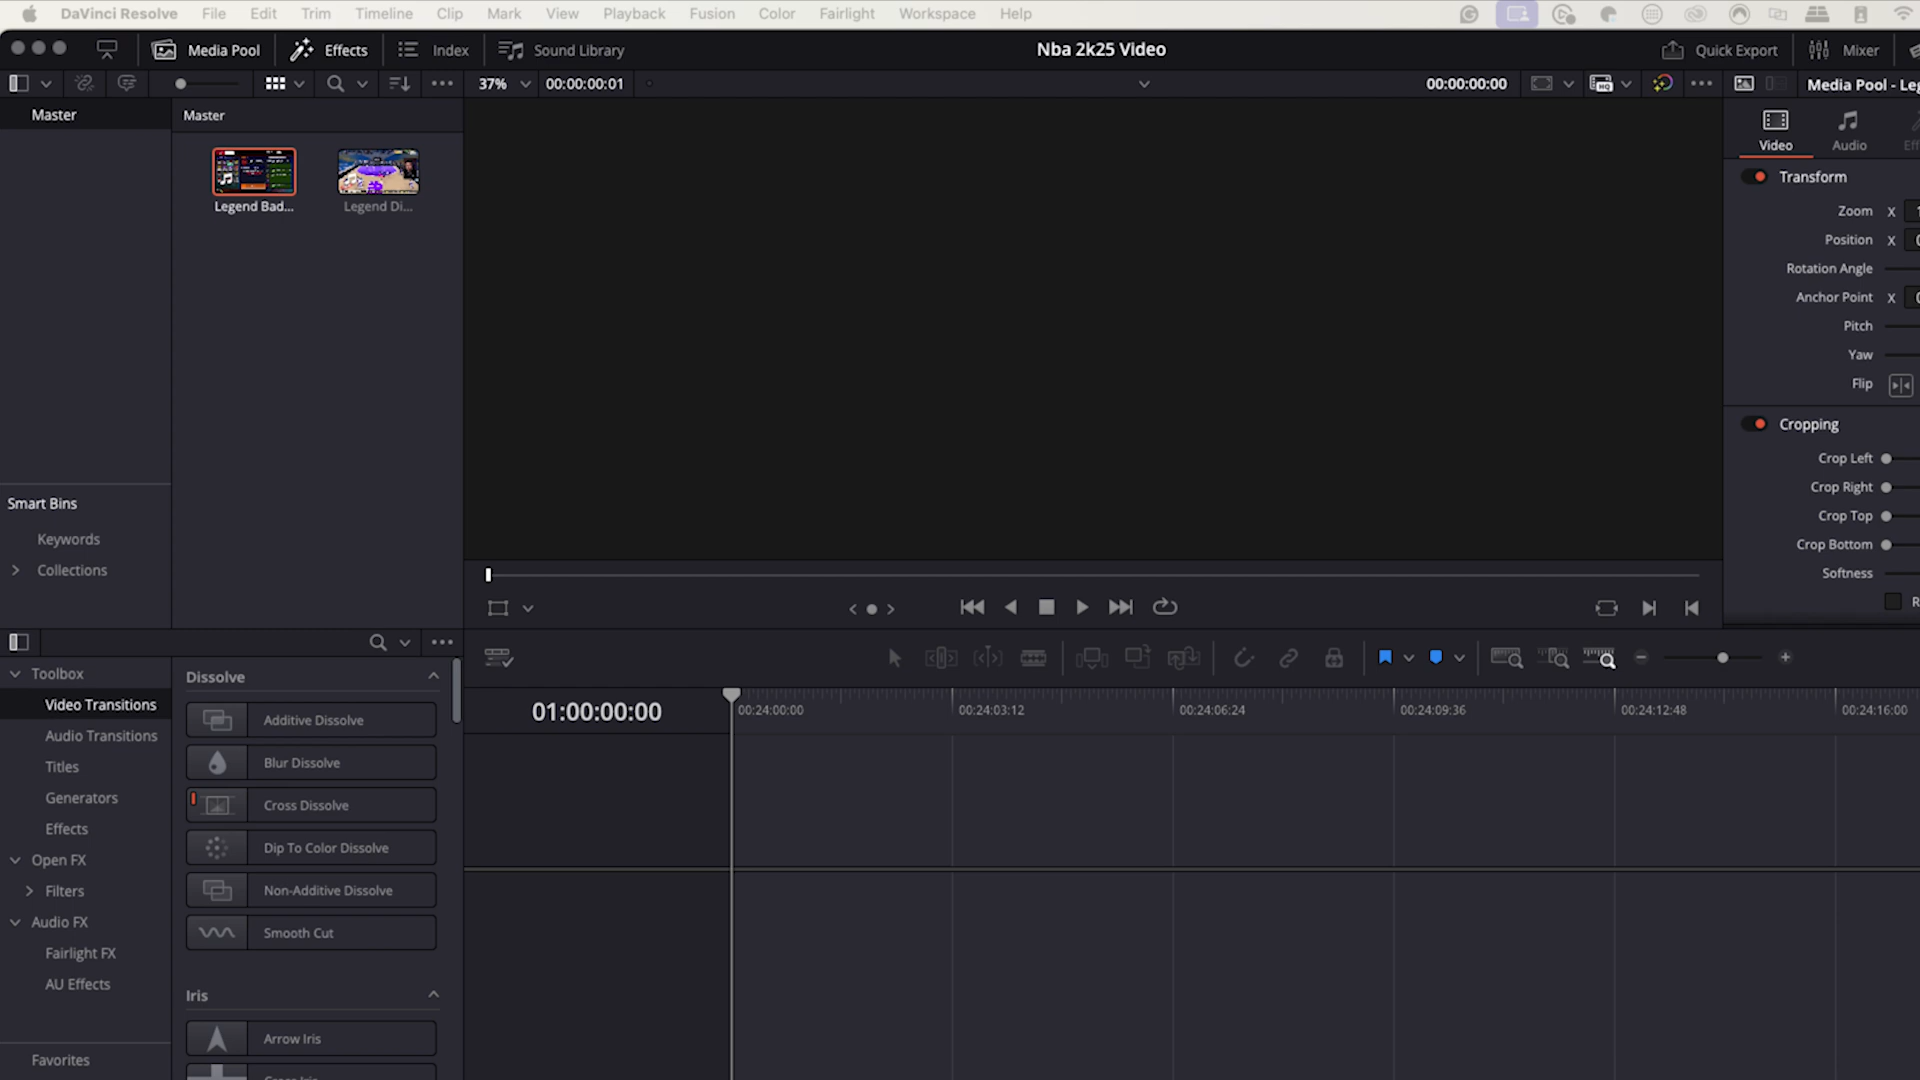 DaVinci Resolve File Edit Trim Timeline Clip Mark View Playback Fusion Color Fairlight Workspace Help
Media Pool Effects Index Sound Library Nba 2k25 Video Quick Export Mixer
37% 00:00:00:01 00:00:00:00 Media Pool - Leg
Master Master
Video Audio
Transform
Legend Bad... Legend Di...
Zoom X
Position X
Rotation Angle
Anchor Point X
Pitch
Yaw
Flip
Cropping
Crop Left
Crop Right
Crop Top
Crop Bottom
Softness
R
Smart Bins
Keywords
Collections
Toolbox
Video Transitions
Audio Transitions
Titles
Generators
Effects
Open FX
Filters
Audio FX
Fairlight FX
AU Effects
Favorites
Dissolve
Additive Dissolve
Blur Dissolve
Cross Dissolve
Dip To Color Dissolve
Non-Additive Dissolve
Smooth Cut
Iris
Arrow Iris
01:00:00:00 00:24:00:00 00:24:03:12 00:24:06:24 00:24:09:36 00:24:12:48 00:24:16:00